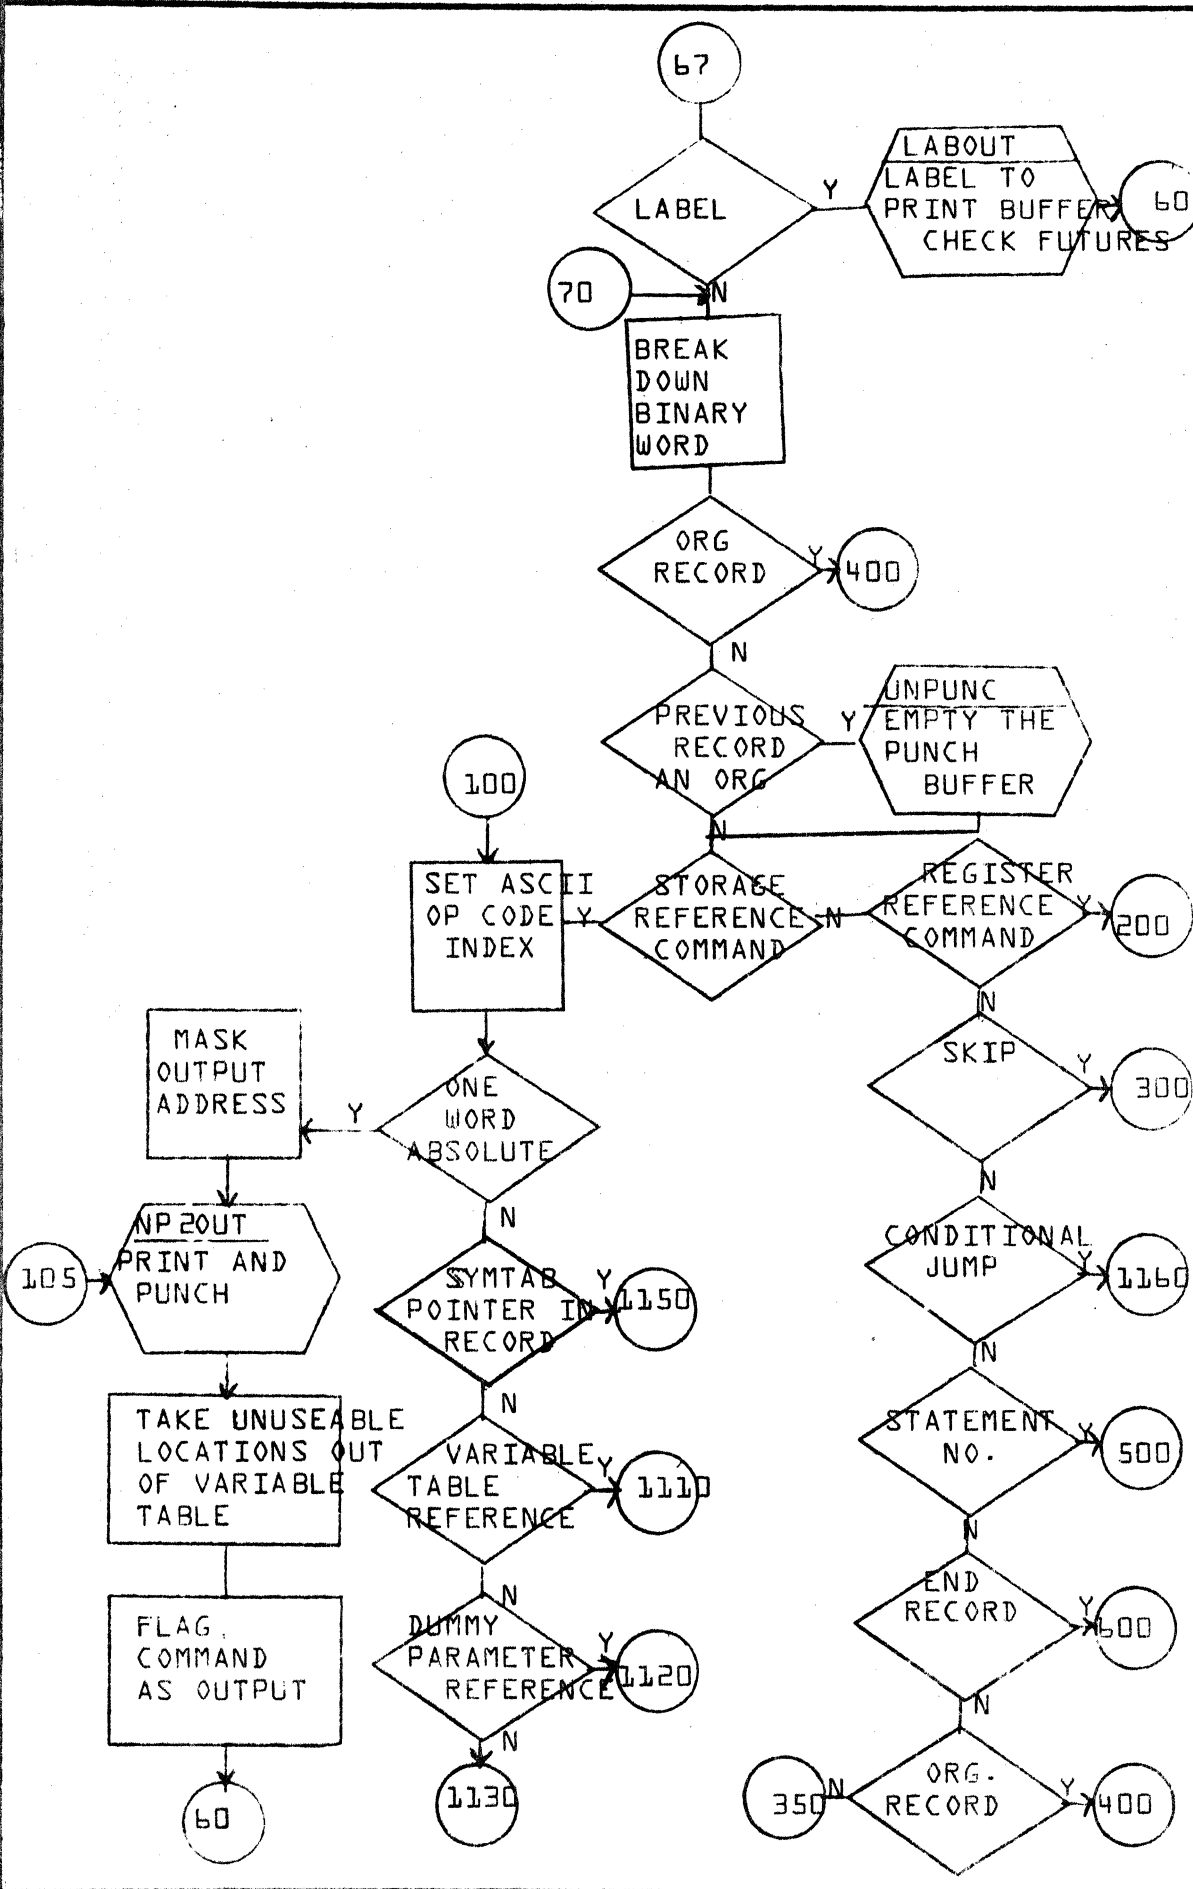 67
LABEL
Y
LABOUT
LABEL TO
PRINT BUFFER
CHECK FUTURES
60
70
N
BREAK
DOWN
BINARY
WORD
ORG
RECORD
Y
400
N
PREVIOUS
RECORD
AN ORG
Y
UNPUNC
EMPTY THE
PUNCH
BUFFER
N
100
SET ASCII
OP CODE
INDEX
Y
STORAGE
REFERENCE
COMMAND
N
REGISTER
REFERENCE
COMMAND
Y
200
N
MASK
OUTPUT
ADDRESS
Y
ONE
WORD
ABSOLUTE
SKIP
Y
300
N
N
105
NP2OUT
PRINT AND
PUNCH
SYMTAB
POINTER IN
RECORD
Y
1150
CONDITIONAL
JUMP
Y
1160
N
N
TAKE UNUSEABLE
LOCATIONS OUT
OF VARIABLE
TABLE
VARIABLE
TABLE
REFERENCE
Y
1110
STATEMENT
NO.
Y
500
N
N
FLAG
COMMAND
AS OUTPUT
DUMMY
PARAMETER
REFERENCE
Y
1120
END
RECORD
Y
600
N
N
60
1130
350
N
ORG.
RECORD
Y
400